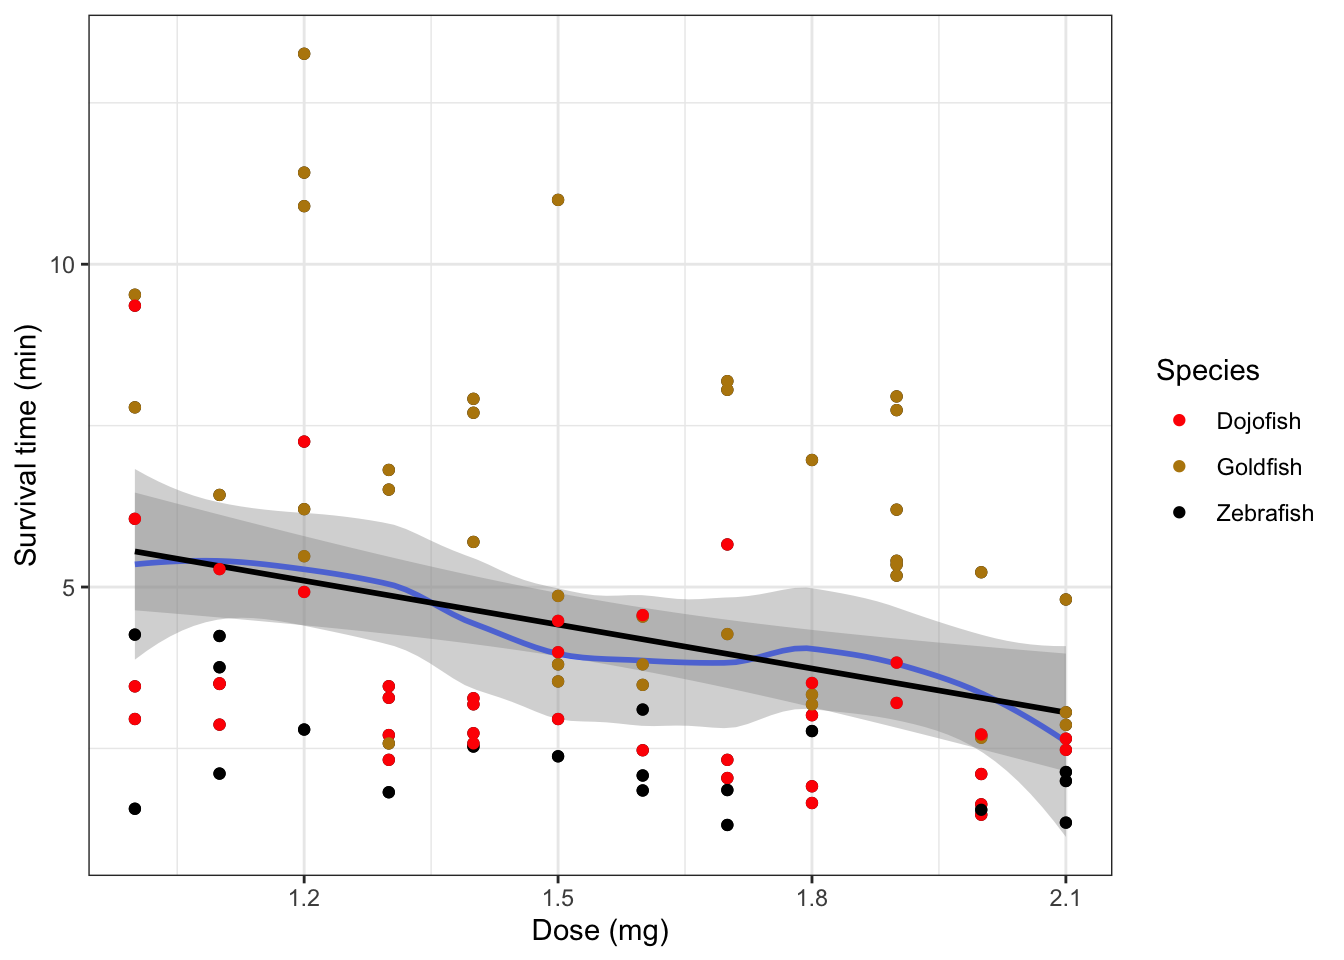 10
5
Survival time (min)
1.2
1.5
1.8
2.1
Dose (mg)
Species
Dojofish
Goldfish
Zebrafish